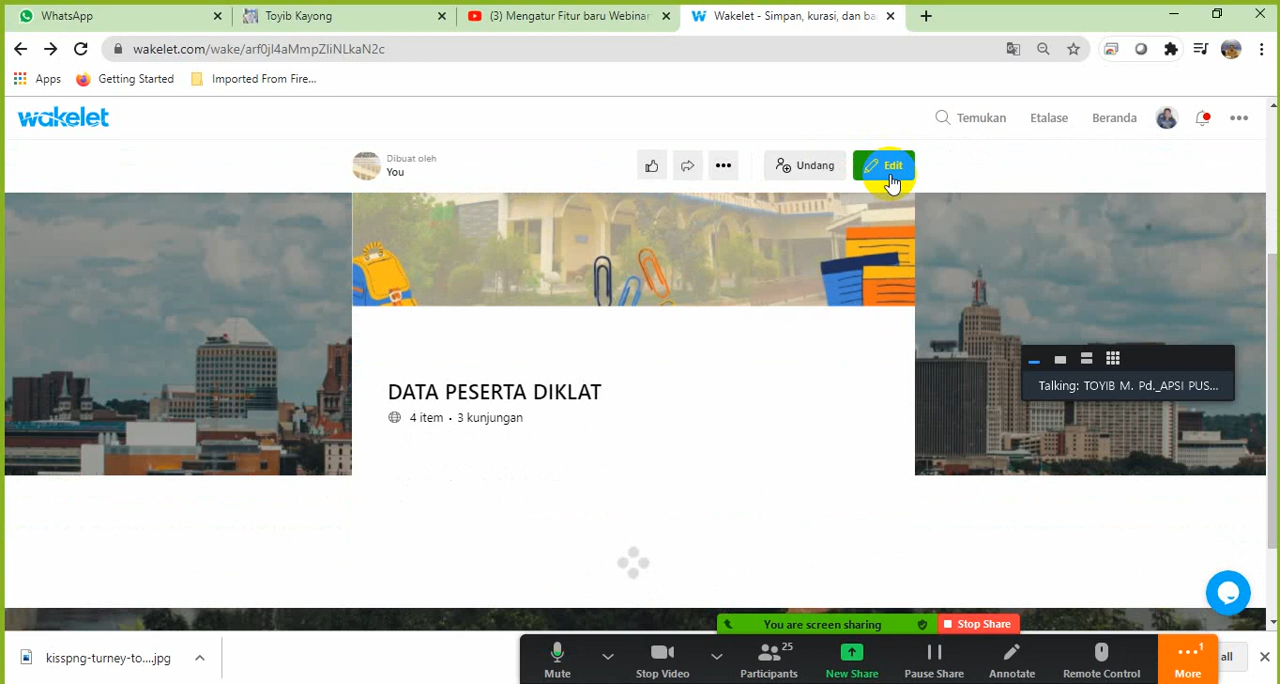 WhatsApp
Toyib Kayong
(3) Mengatur Fitur baru Webinar
Wakelet - Simpan, kurasi, dan ba
wakelet.com/wake/arf0jl4aMmpZIiNLkaN2c
Apps
Getting Started
Imported From Fire...
wakelet
Temukan
Etalase
Beranda
Dibuat oleh
You
Undang
Edit
DATA PESERTA DIKLAT
4 item • 3 kunjungan
Talking: TOYIB M. Pd._APSI PUS...
You are screen sharing
Stop Share
kisspng-turney-to....jpg
Mute
Stop Video
25
Participants
New Share
Pause Share
Annotate
Remote Control
1
More
all